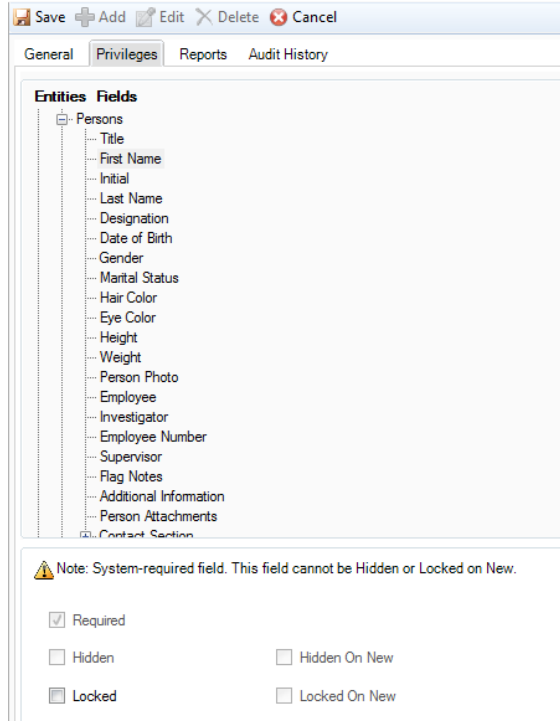 Save Add Edit Delete Cancel
General Privileges Reports Audit History
Entities Fields
Persons
Title
First Name
Initial
Last Name
Designation
Date of Birth
Gender
Marital Status
Hair Color
Eye Color
Height
Weight
Person Photo
Employee
Investigator
Employee Number
Supervisor
Flag Notes
Additional Information
Person Attachments
Contact Section
Note: System-required field. This field cannot be Hidden or Locked on New.
Required
Hidden Hidden On New
Locked Locked On New